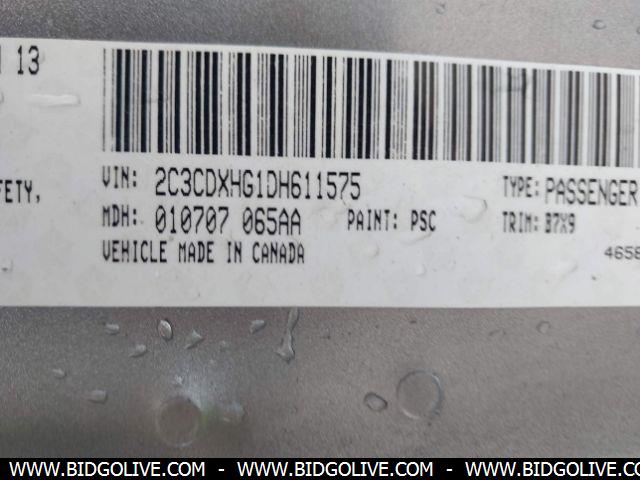 13
VIN: 2C3CDXHG1DH611575 TYPE: PASSENGER
FETY,
MDH: 010707 065AA PAINT: PSC TRIM: B7X9
VEHICLE MADE IN CANADA 4658
WWW.BIDGOLIVE.COM - WWW.BIDGOLIVE.COM - WWW.BIDGOLIVE.COM